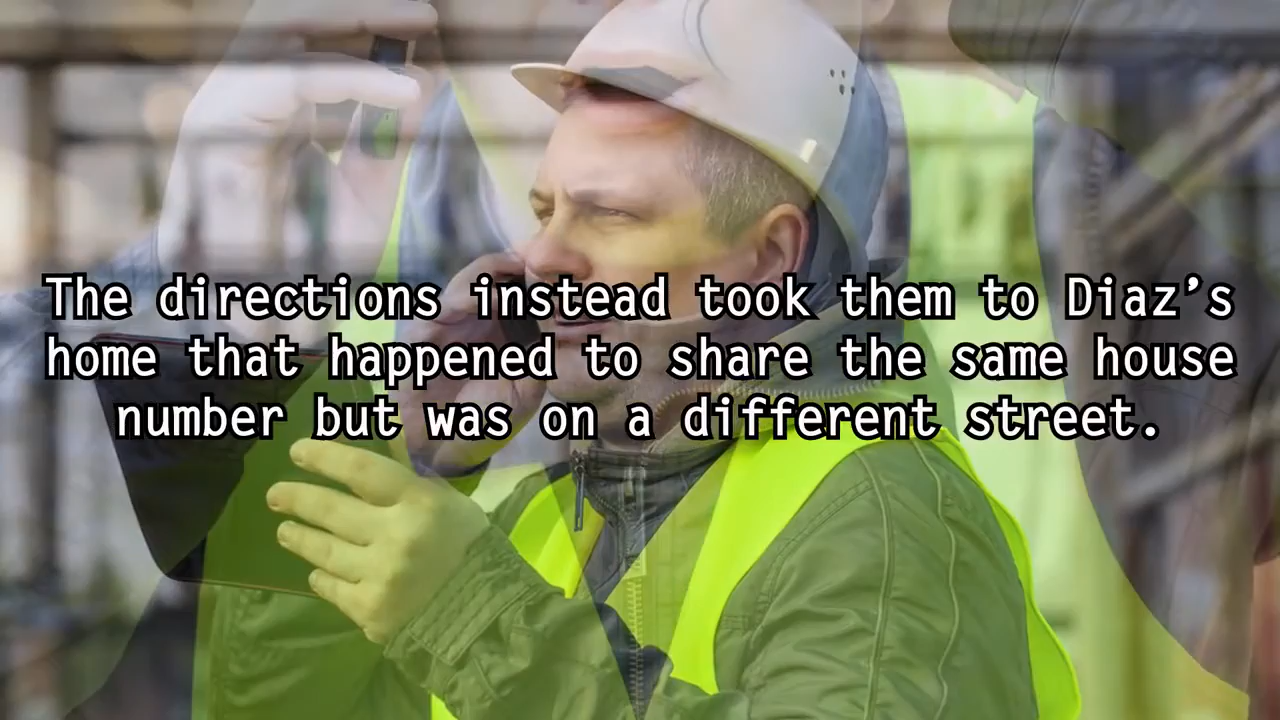 The directions instead took them to Diaz’s
home that happened to share the same house
number but was on a different street.